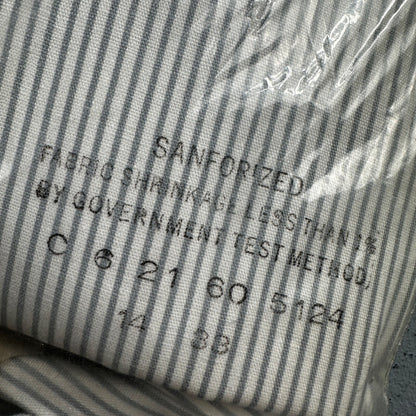 SANFORIZED
FABRIC SHRINKAGE LESS THAN 1%
BY GOVERNMENT TEST METHOD.
C 6 21 60 5124
14 33